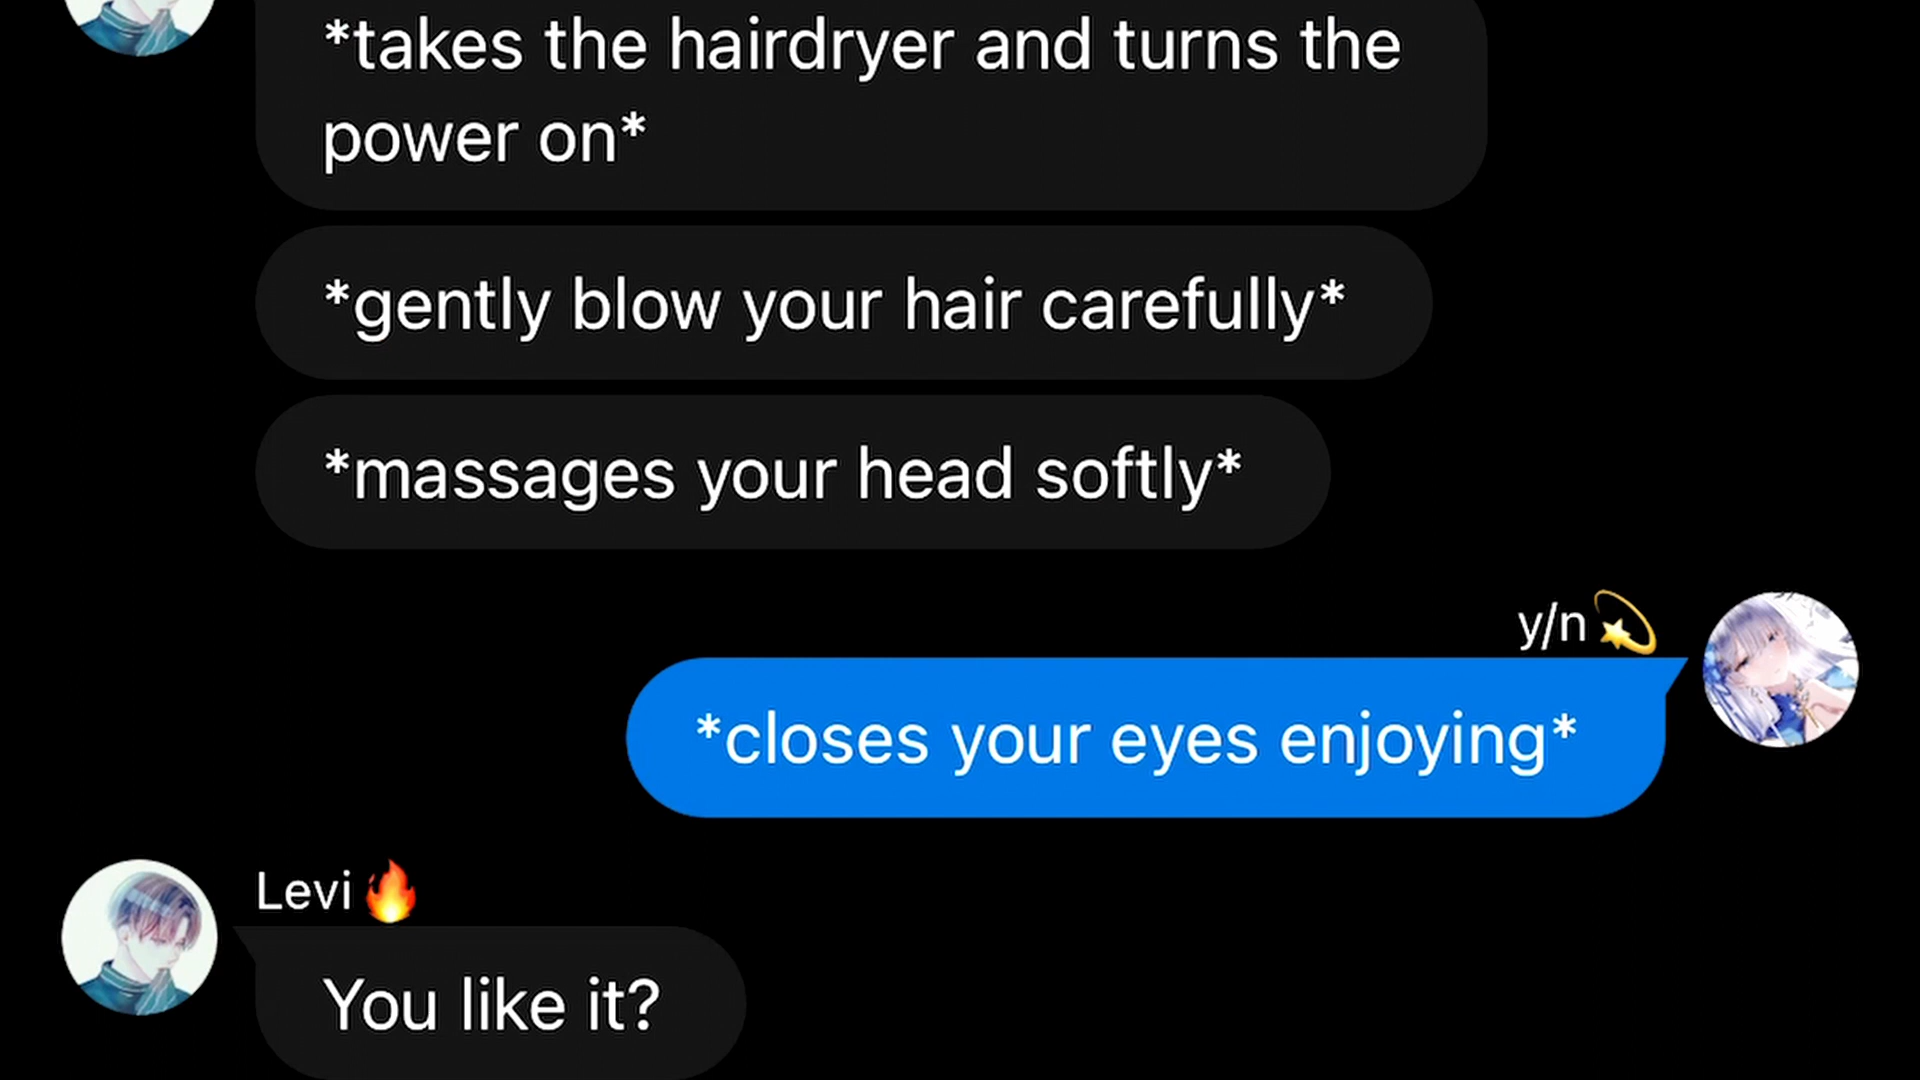 *takes the hairdryer and turns the
power on*
*gently blow your hair carefully*
*massages your head softly*
y/n💫
*closes your eyes enjoying*
Levi🔥
You like it?